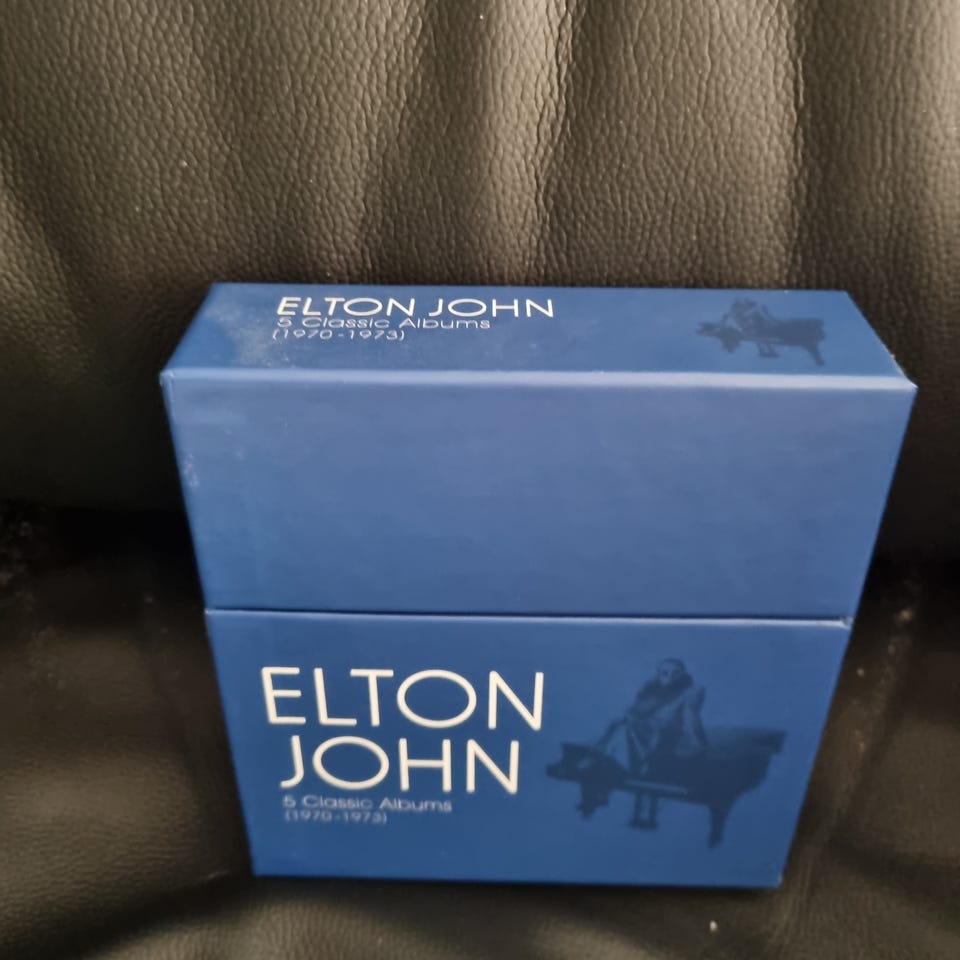 ELTON JOHN
5 Classic Albums
(1970-1973)
ELTON
JOHN
5 Classic Albums
(1970-1973)